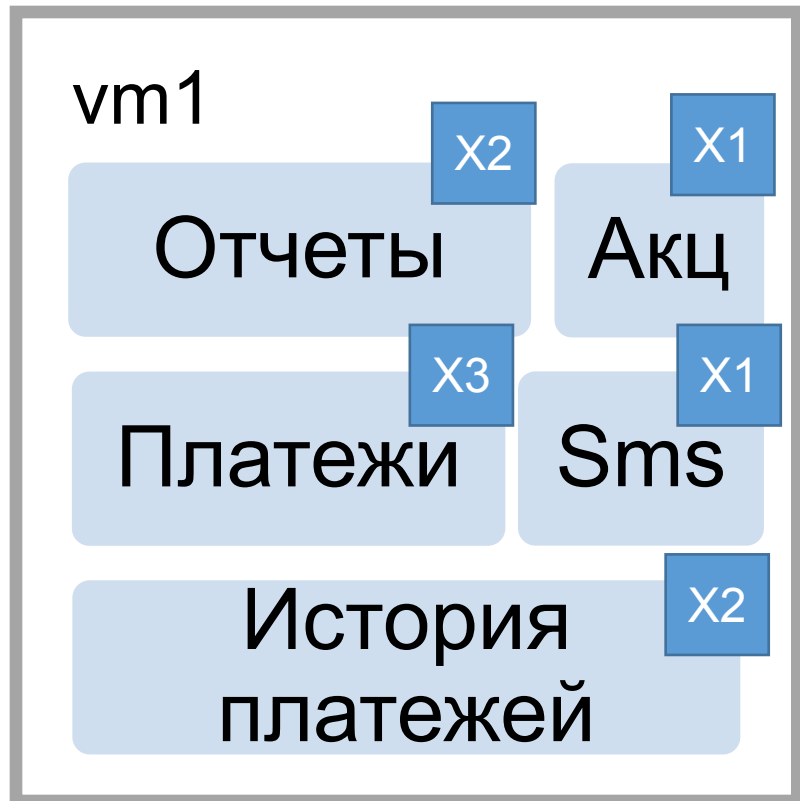 vm1
X2
X1
Отчеты
Акц
X3
X1
Платежи
Sms
X2
История
платежей